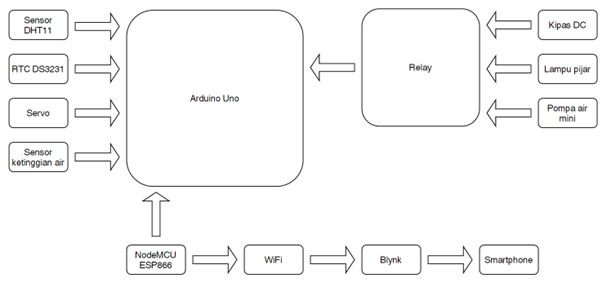 Sensor
DHT11
RTC DS3231
Servo
Sensor
ketinggian air
Arduino Uno
Relay
Kipas DC
Lampu pijar
Pompa air
mini
NodeMCU
ESP866
WiFi
Blynk
Smartphone